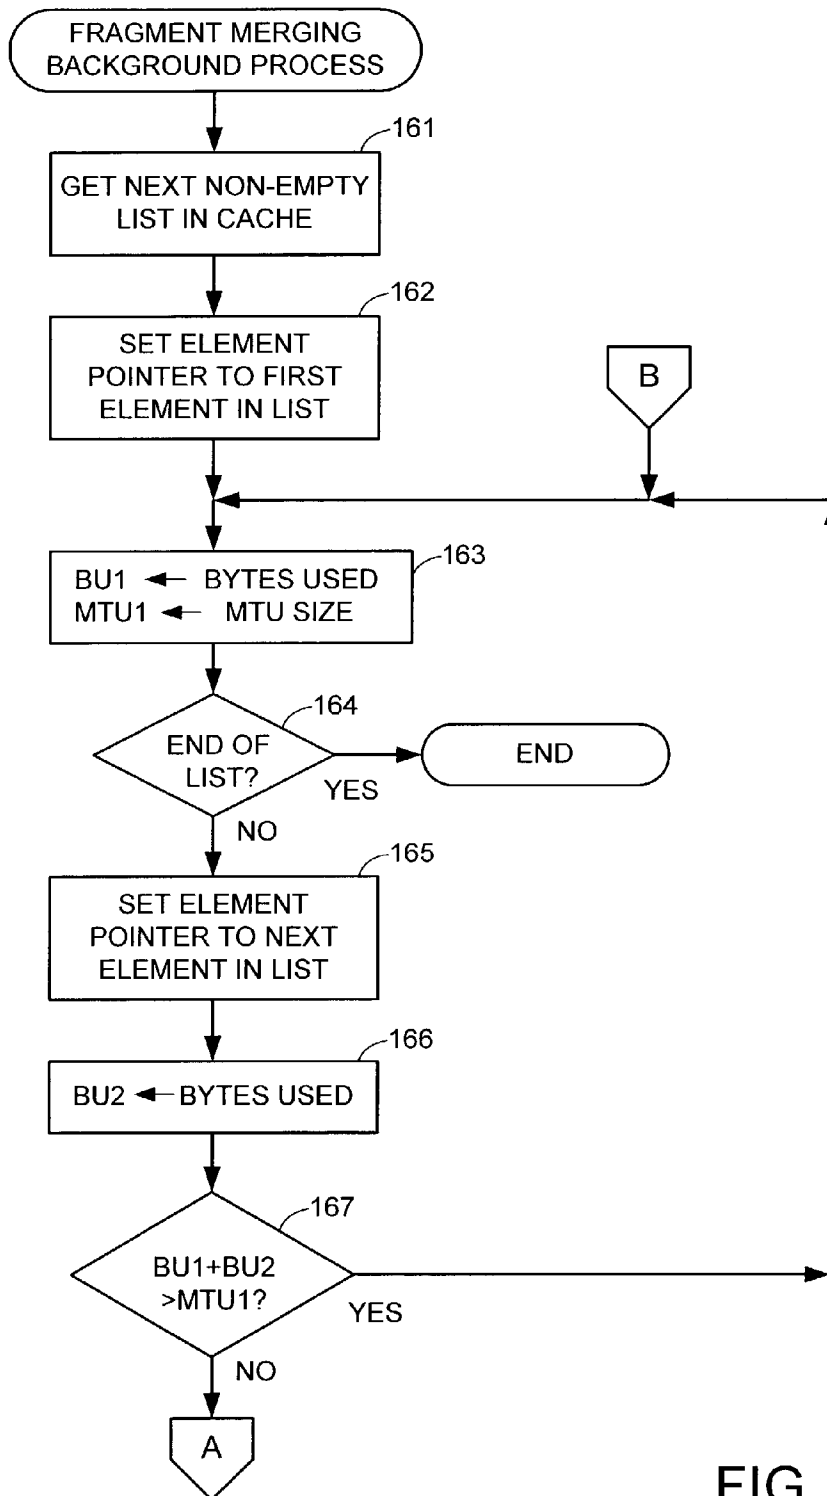 FRAGMENT MERGING
BACKGROUND PROCESS
161
GET NEXT NON-EMPTY
LIST IN CACHE
162
SET ELEMENT
POINTER TO FIRST
ELEMENT IN LIST
B
163
BU1 ← BYTES USED
MTU1 ← MTU SIZE
164
END OF
LIST?
YES
END
NO
165
SET ELEMENT
POINTER TO NEXT
ELEMENT IN LIST
166
BU2 ← BYTES USED
167
BU1+BU2
>MTU1?
YES
NO
A
FIG